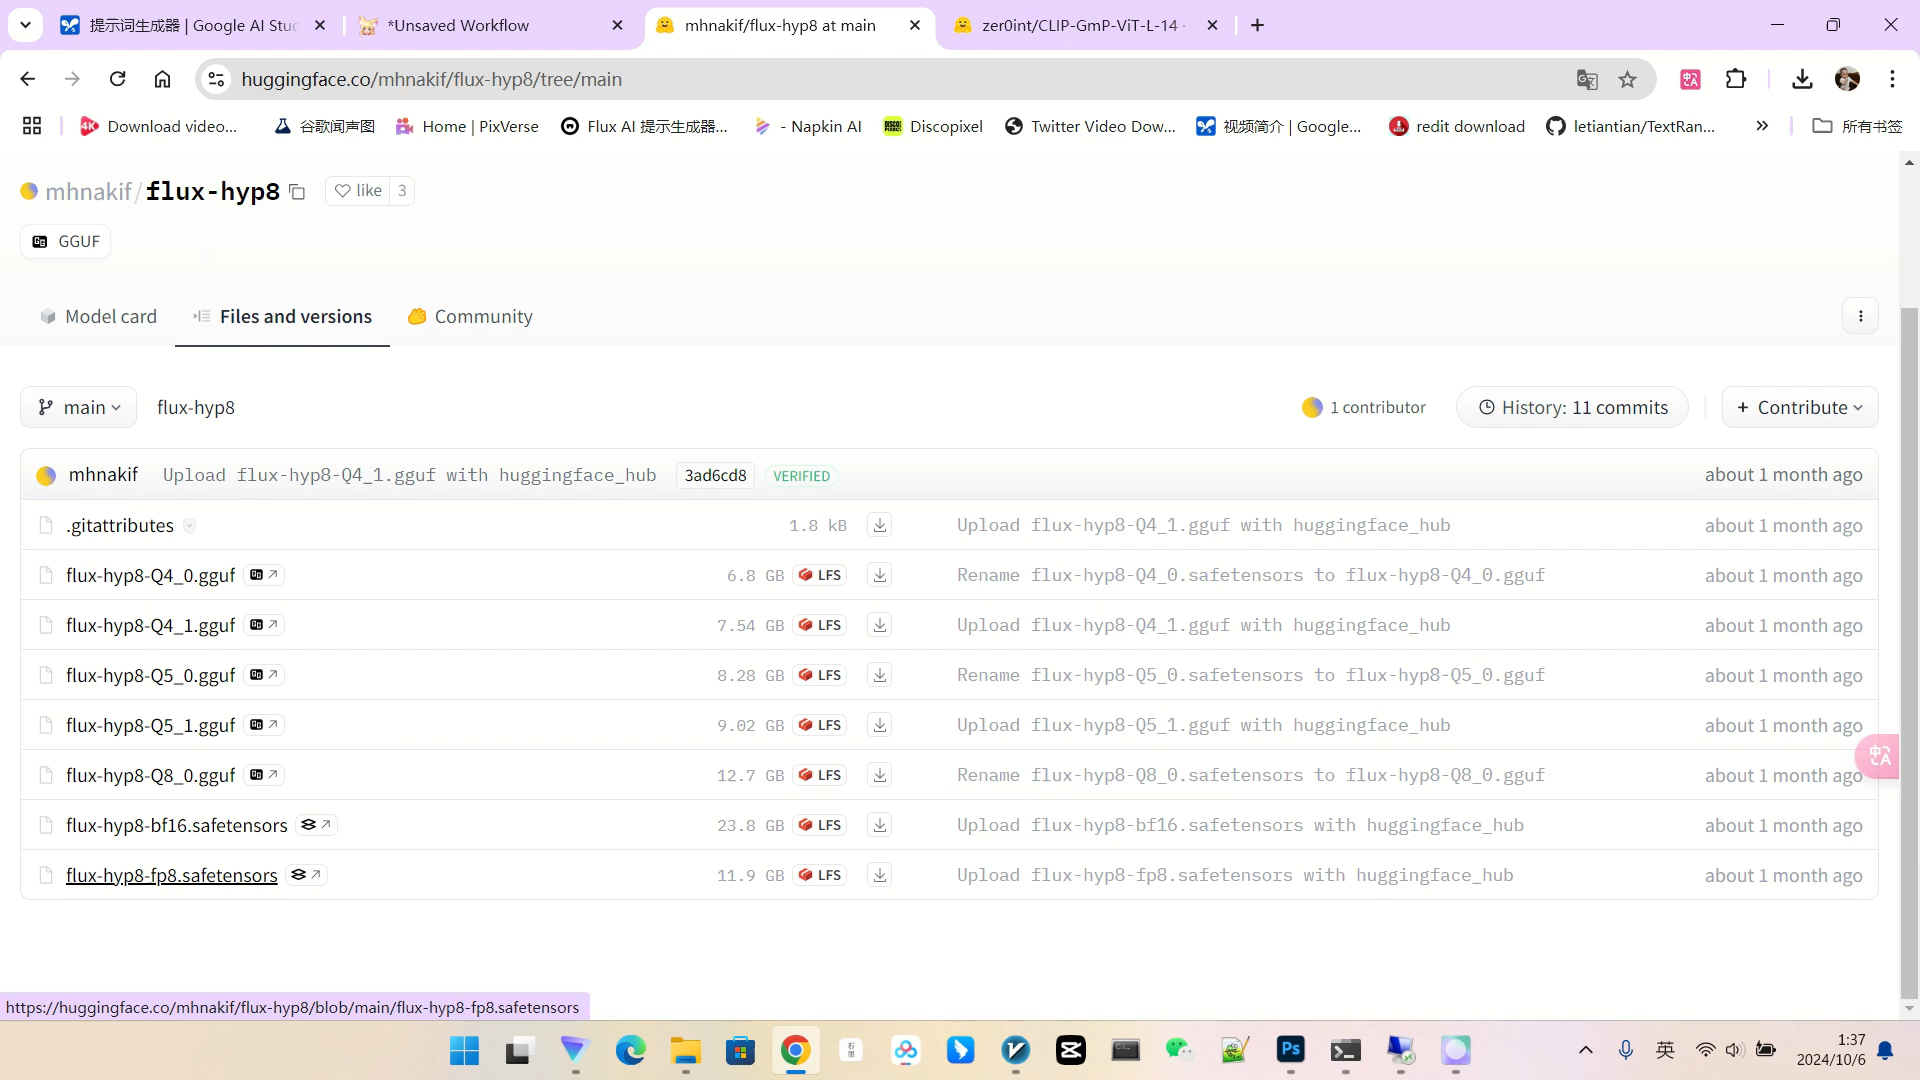 提示词生成器 | Google AI Stu
*Unsaved Workflow
mhnakif/flux-hyp8 at main
zer0int/CLIP-GmP-ViT-L-14 ·
huggingface.co/mhnakif/flux-hyp8/tree/main
Download video...
谷歌闻声图
Home | PixVerse
Flux AI 提示生成器...
- Napkin AI
Discopixel
Twitter Video Dow...
视频简介 | Google...
redit download
letiantian/TextRan...
所有书签
mhnakif/flux-hyp8
like 3
GGUF
Model card
Files and versions
Community
main
flux-hyp8
1 contributor
History: 11 commits
+ Contribute
mhnakif Upload flux-hyp8-Q4_1.gguf with huggingface_hub 3ad6cd8 VERIFIED about 1 month ago
.gitattributes 1.8 kB Upload flux-hyp8-Q4_1.gguf with huggingface_hub about 1 month ago
flux-hyp8-Q4_0.gguf 6.8 GB LFS Rename flux-hyp8-Q4_0.safetensors to flux-hyp8-Q4_0.gguf about 1 month ago
flux-hyp8-Q4_1.gguf 7.54 GB LFS Upload flux-hyp8-Q4_1.gguf with huggingface_hub about 1 month ago
flux-hyp8-Q5_0.gguf 8.28 GB LFS Rename flux-hyp8-Q5_0.safetensors to flux-hyp8-Q5_0.gguf about 1 month ago
flux-hyp8-Q5_1.gguf 9.02 GB LFS Upload flux-hyp8-Q5_1.gguf with huggingface_hub about 1 month ago
flux-hyp8-Q8_0.gguf 12.7 GB LFS Rename flux-hyp8-Q8_0.safetensors to flux-hyp8-Q8_0.gguf about 1 month ago
flux-hyp8-bf16.safetensors 23.8 GB LFS Upload flux-hyp8-bf16.safetensors with huggingface_hub about 1 month ago
flux-hyp8-fp8.safetensors 11.9 GB LFS Upload flux-hyp8-fp8.safetensors with huggingface_hub about 1 month ago
https://huggingface.co/mhnakif/flux-hyp8/blob/main/flux-hyp8-fp8.safetensors
Ps
英
1:37
2024/10/6